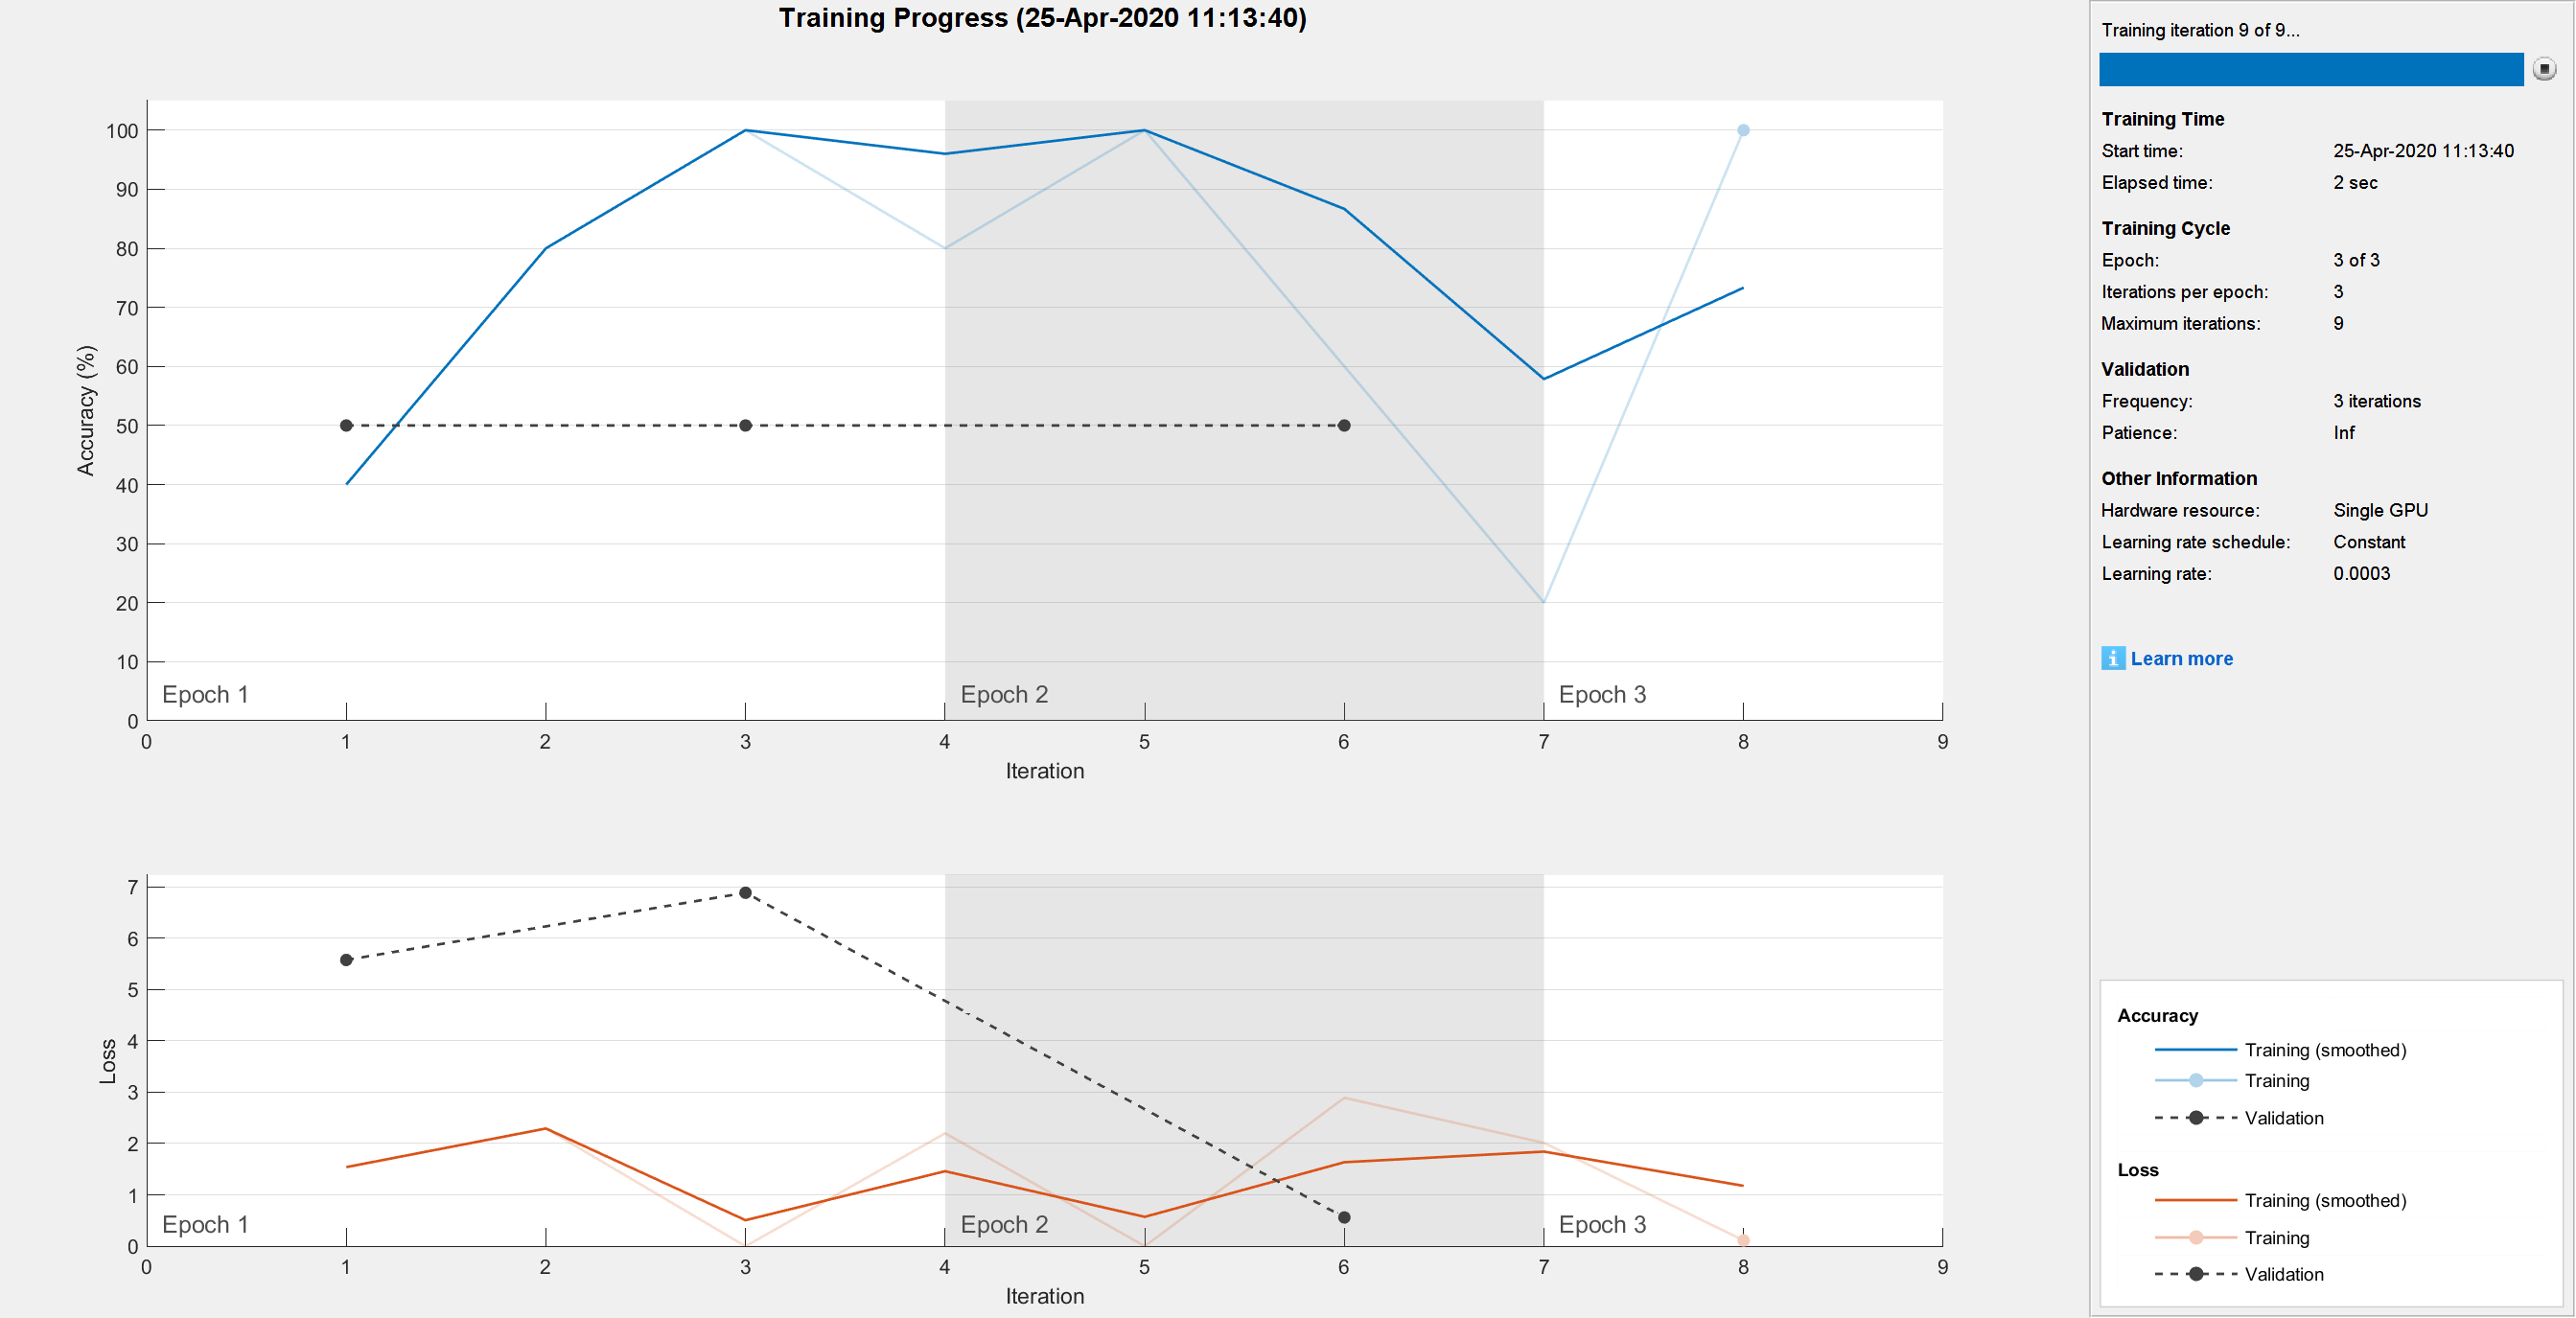 Training Progress (25-Apr-2020 11:13:40)
100
90
80
70
60
50
40
30
20
10
0
Accuracy (%)
Epoch 1
Epoch 2
Epoch 3
0 1 2 3 4 5 6 7 8 9
Iteration
7
6
5
4
3
2
1
0
Loss
Epoch 1
Epoch 2
Epoch 3
0 1 2 3 4 5 6 7 8 9
Iteration
Training iteration 9 of 9...
Training Time
Start time: 25-Apr-2020 11:13:40
Elapsed time: 2 sec
Training Cycle
Epoch: 3 of 3
Iterations per epoch: 3
Maximum iterations: 9
Validation
Frequency: 3 iterations
Patience: Inf
Other Information
Hardware resource: Single GPU
Learning rate schedule: Constant
Learning rate: 0.0003
i Learn more
Accuracy
Training (smoothed)
Training
Validation
Loss
Training (smoothed)
Training
Validation